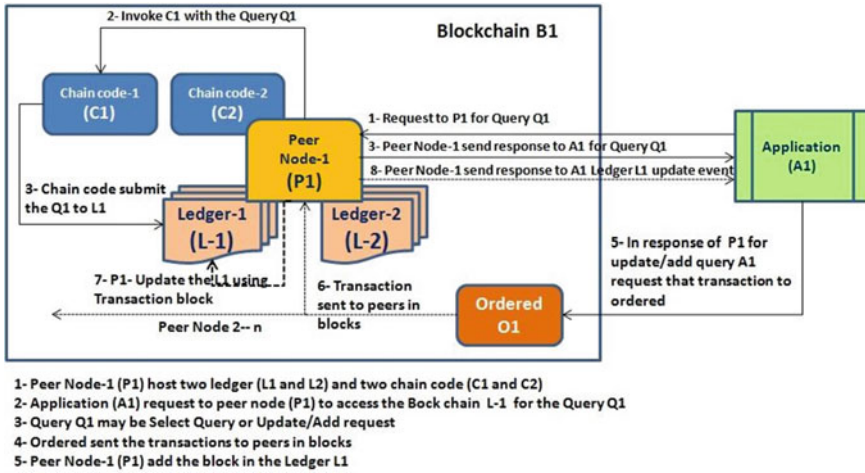 2- Invoke C1 with the Query Q1
Blockchain B1
Chain code-1
(C1)
Chain code-2
(C2)
1- Request to P1 for Query Q1
Peer
Node-1
(P1)
3- Peer Node-1 send response to A1 for Query Q1
8- Peer Node-1 send response to A1 Ledger L1 update event
Application
(A1)
3- Chain code submit
the Q1 to L1
Ledger-1
(L-1)
Ledger-2
(L-2)
5- In response of P1 for
update/add query A1
request that transaction to
ordered
7- P1- Update the L1 using
Transaction block
6- Transaction
sent to peers in
blocks
Ordered
O1
Peer Node 2-- n
1- Peer Node-1 (P1) host two ledger (L1 and L2) and two chain code (C1 and C2)
2- Application (A1) request to peer node (P1) to access the Bock chain L-1 for the Query Q1
3- Query Q1 may be Select Query or Update/Add request
4- Ordered sent the transactions to peers in blocks
5- Peer Node-1 (P1) add the block in the Ledger L1